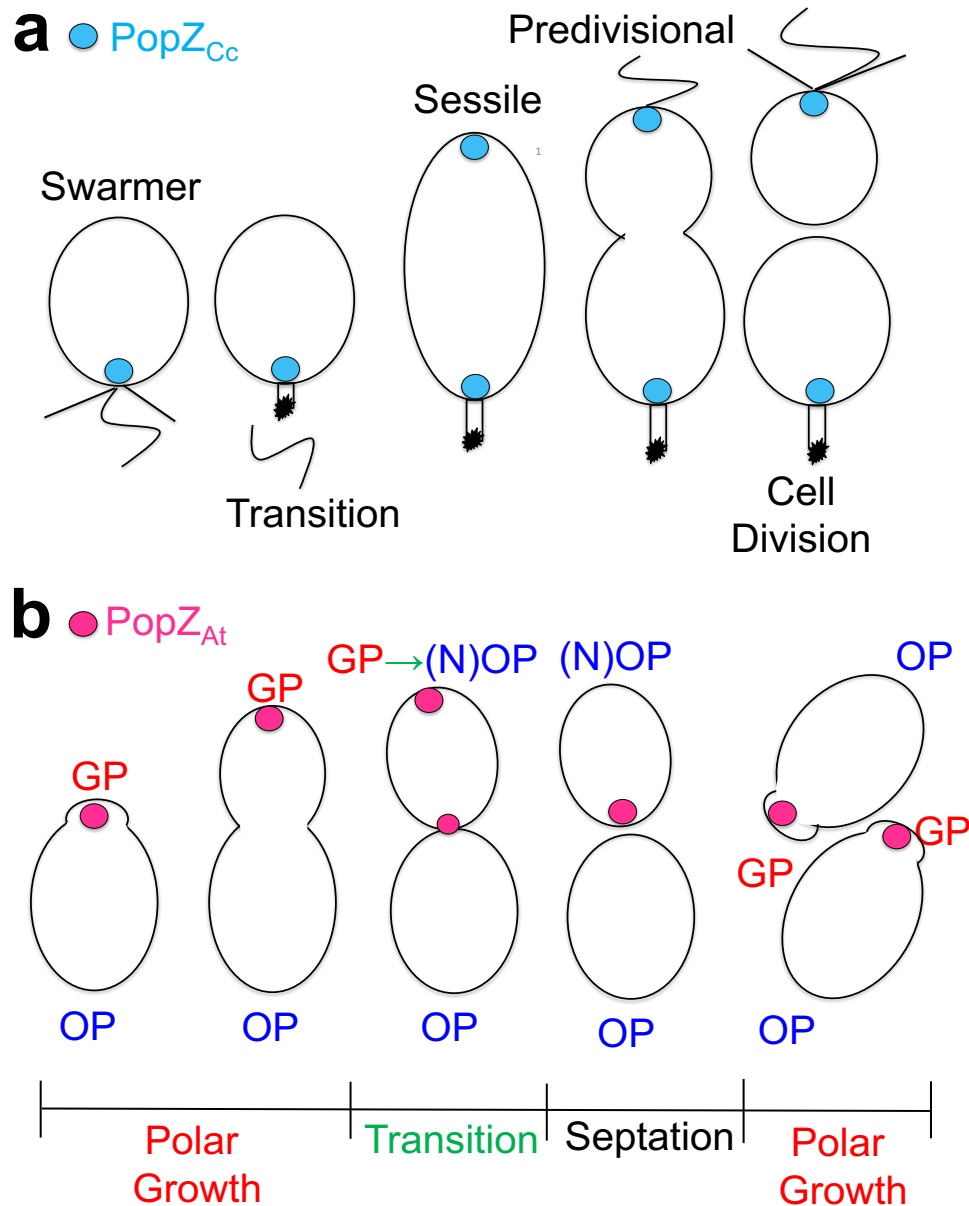 a PopZCc
Predivisional
Sessile
1
Swarmer
Transition
Cell
Division
b PopZAt
GP→(N)OP (N)OP OP
GP
GP
GP
GP
OP OP OP OP OP
Polar
Growth
Transition
Septation
Polar
Growth